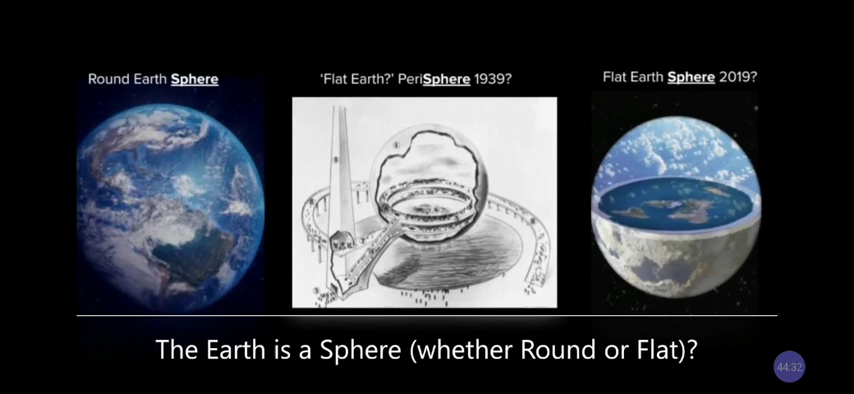 Round Earth Sphere
'Flat Earth?' PeriSphere 1939?
Flat Earth Sphere 2019?
The Earth is a Sphere (whether Round or Flat)?
44:32